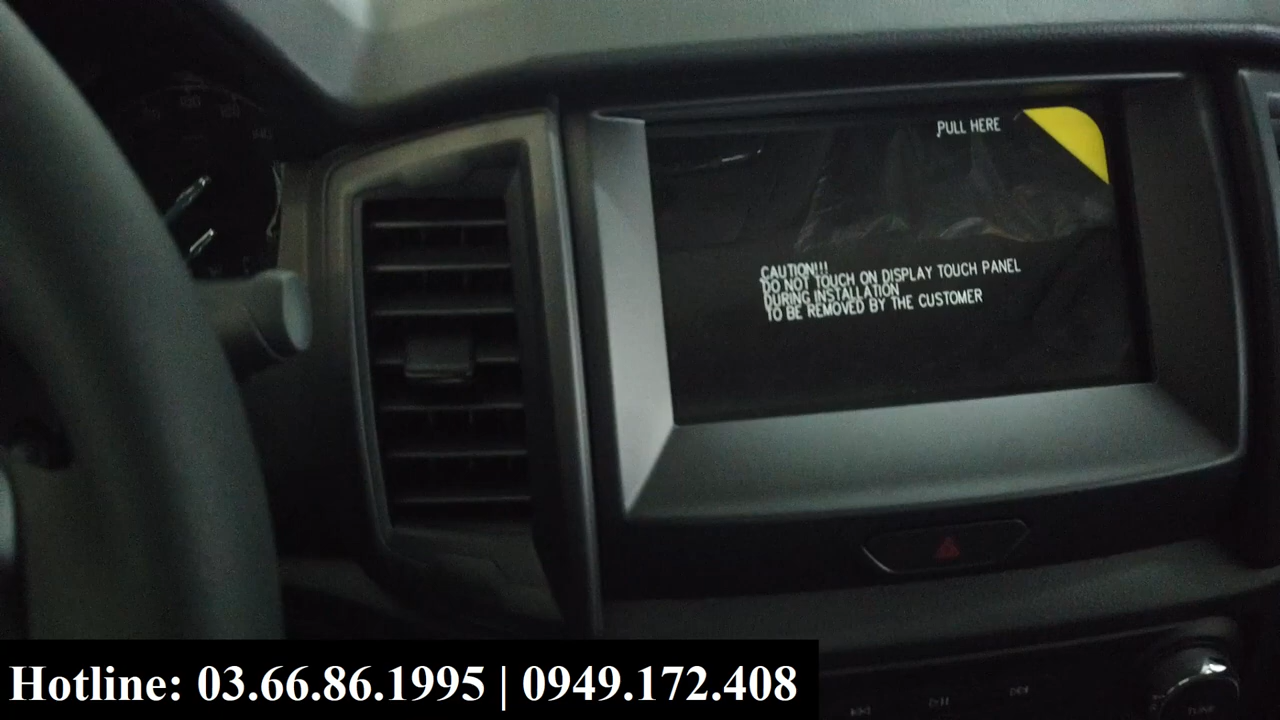 PULL HERE
CAUTION!!!
DO NOT TOUCH ON DISPLAY TOUCH PANEL
DURING INSTALLATION
TO BE REMOVED BY THE CUSTOMER
TUNE
Hotline: 03.66.86.1995 | 0949.172.408